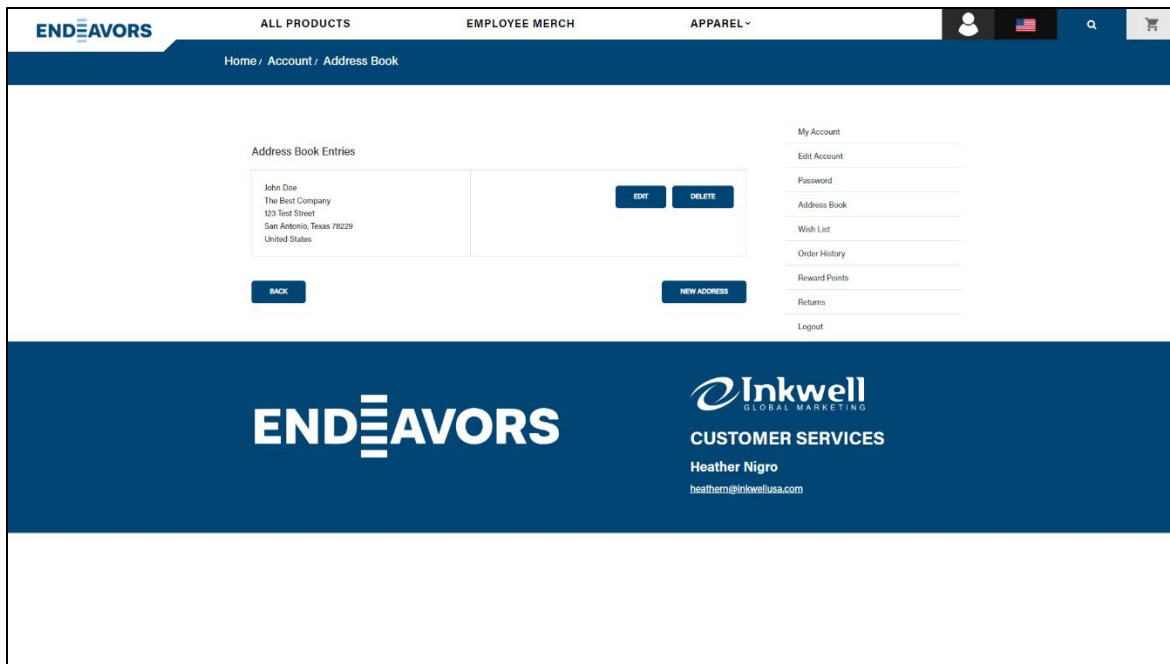 ENDEAVORS
ALL PRODUCTS
EMPLOYEE MERCH
APPAREL
Home / Account / Address Book
Address Book Entries
John Doe
The Best Company
123 Test Street
San Antonio, Texas 78229
United States
EDIT
DELETE
BACK
NEW ADDRESS
My Account
Edit Account
Password
Address Book
Wish List
Order History
Reward Points
Returns
Logout
ENDEAVORS
Inkwell
GLOBAL MARKETING
CUSTOMER SERVICES
Heather Nigro
heathern@inkwellusa.com